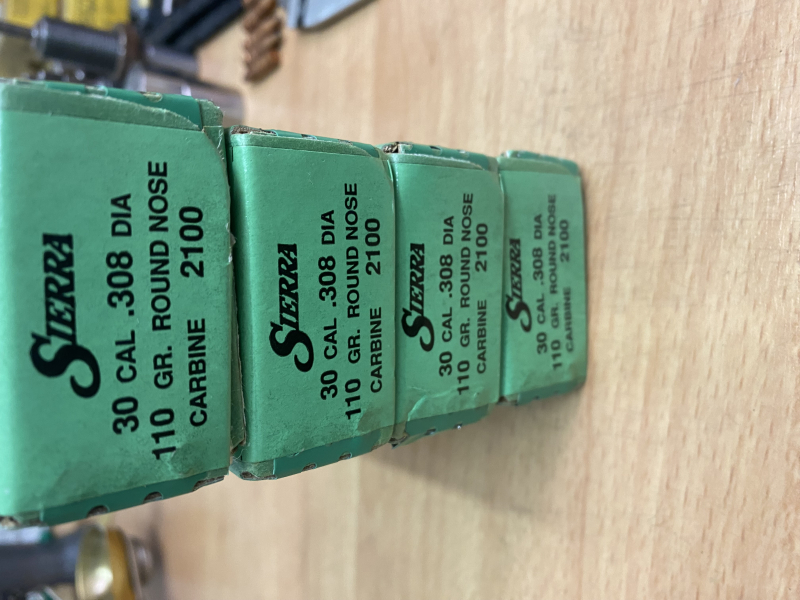 SIERRA
30 CAL .308 DIA
110 GR. ROUND NOSE
CARBINE 2100
SIERRA
30 CAL .308 DIA
110 GR. ROUND NOSE
CARBINE 2100
SIERRA
30 CAL .308 DIA
110 GR. ROUND NOSE
CARBINE 2100
SIERRA
30 CAL .308 DIA
110 GR. ROUND NOSE
CARBINE 2100